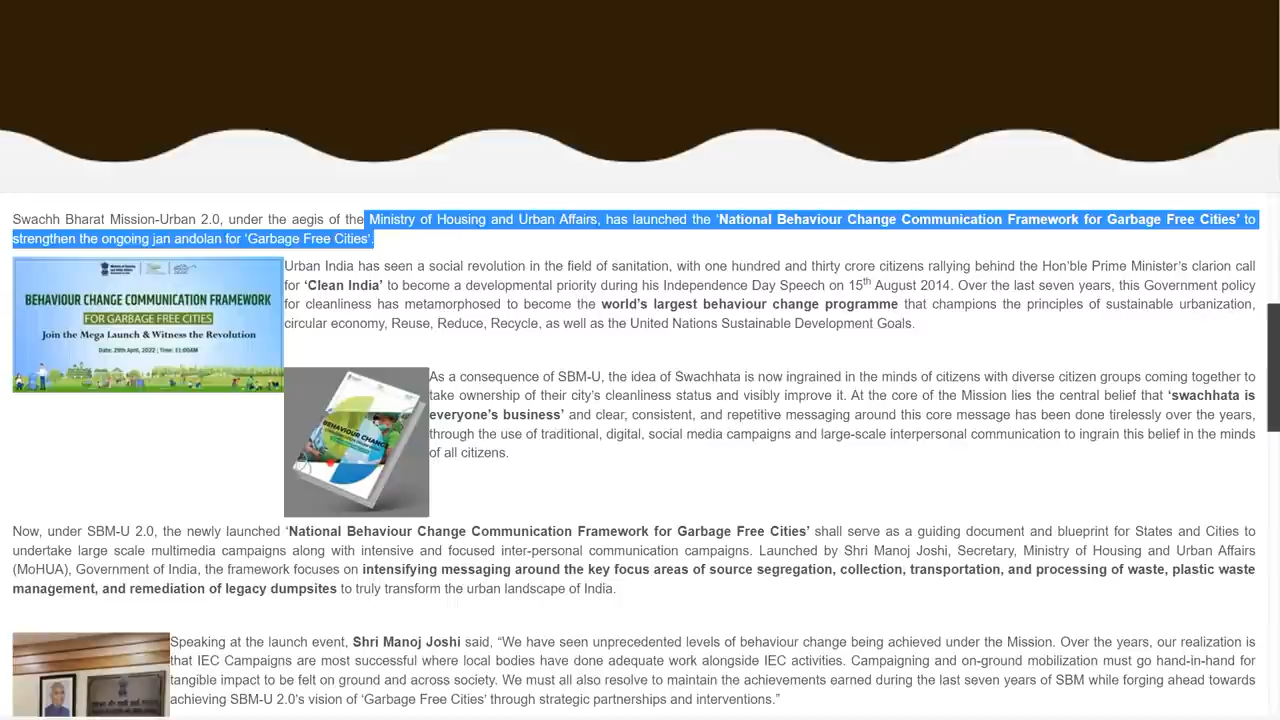 Swachh Bharat Mission-Urban 2.0, under the aegis of the Ministry of Housing and Urban Affairs, has launched the ‘National Behaviour Change Communication Framework for Garbage Free Cities’ to
strengthen the ongoing jan andolan for ‘Garbage Free Cities’.
BEHAVIOUR CHANGE COMMUNICATION FRAMEWORK
FOR GARBAGE FREE CITIES
Join the Mega Launch & Witness the Revolution
Date: 29th April, 2022 | Time: 11:00AM
Urban India has seen a social revolution in the field of sanitation, with one hundred and thirty crore citizens rallying behind the Hon’ble Prime Minister’s clarion call
for ‘Clean India’ to become a developmental priority during his Independence Day Speech on 15th August 2014. Over the last seven years, this Government policy
for cleanliness has metamorphosed to become the world’s largest behaviour change programme that champions the principles of sustainable urbanization,
circular economy, Reuse, Reduce, Recycle, as well as the United Nations Sustainable Development Goals.
BEHAVIOUR CHANGE
As a consequence of SBM-U, the idea of Swachhata is now ingrained in the minds of citizens with diverse citizen groups coming together to
take ownership of their city’s cleanliness status and visibly improve it. At the core of the Mission lies the central belief that ‘swachhata is
everyone’s business’ and clear, consistent, and repetitive messaging around this core message has been done tirelessly over the years,
through the use of traditional, digital, social media campaigns and large-scale interpersonal communication to ingrain this belief in the minds
of all citizens.
Now, under SBM-U 2.0, the newly launched ‘National Behaviour Change Communication Framework for Garbage Free Cities’ shall serve as a guiding document and blueprint for States and Cities to
undertake large scale multimedia campaigns along with intensive and focused inter-personal communication campaigns. Launched by Shri Manoj Joshi, Secretary, Ministry of Housing and Urban Affairs
(MoHUA), Government of India, the framework focuses on intensifying messaging around the key focus areas of source segregation, collection, transportation, and processing of waste, plastic waste
management, and remediation of legacy dumpsites to truly transform the urban landscape of India.
Speaking at the launch event, Shri Manoj Joshi said, “We have seen unprecedented levels of behaviour change being achieved under the Mission. Over the years, our realization is
that IEC Campaigns are most successful where local bodies have done adequate work alongside IEC activities. Campaigning and on-ground mobilization must go hand-in-hand for
tangible impact to be felt on ground and across society. We must all also resolve to maintain the achievements earned during the last seven years of SBM while forging ahead towards
achieving SBM-U 2.0’s vision of ‘Garbage Free Cities’ through strategic partnerships and interventions.”